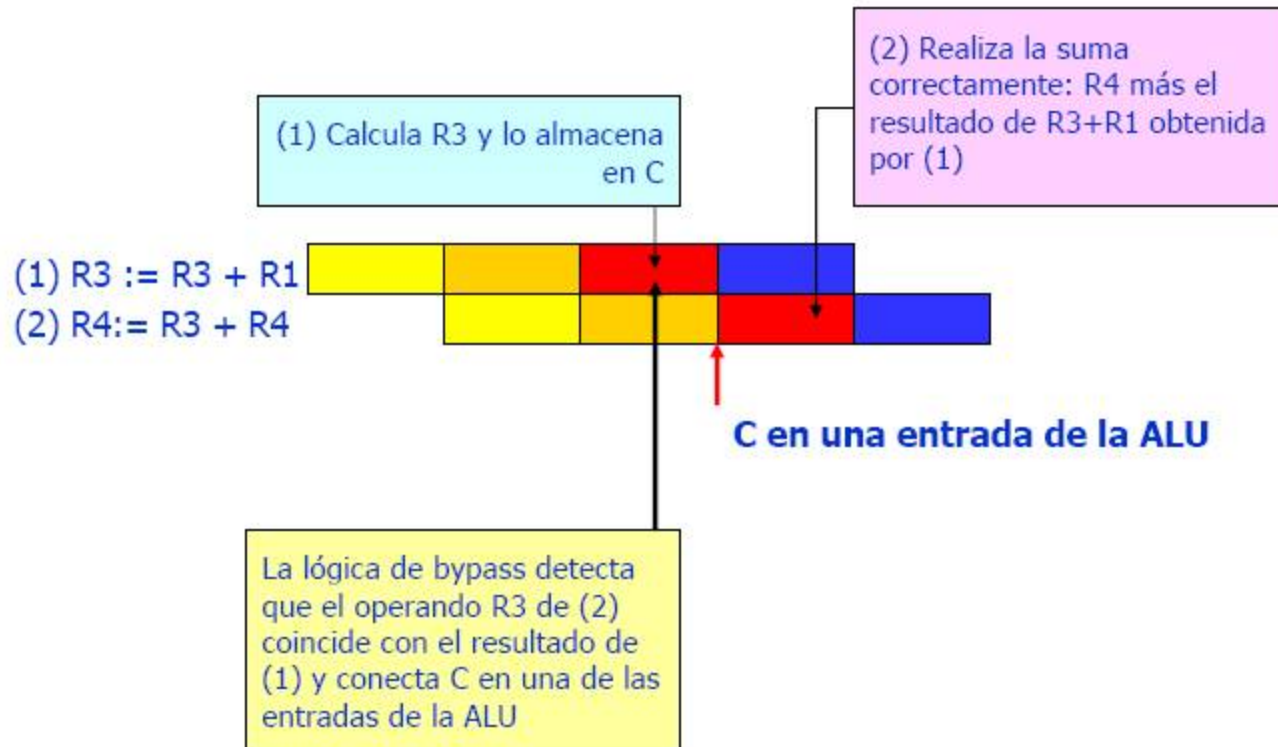 (2) Realiza la suma
correctamente: R4 más el
resultado de R3+R1 obtenida
por (1)
(1) Calcula R3 y lo almacena
en C
(1) R3 := R3 + R1
(2) R4:= R3 + R4
C en una entrada de la ALU
La lógica de bypass detecta
que el operando R3 de (2)
coincide con el resultado de
(1) y conecta C en una de las
entradas de la ALU